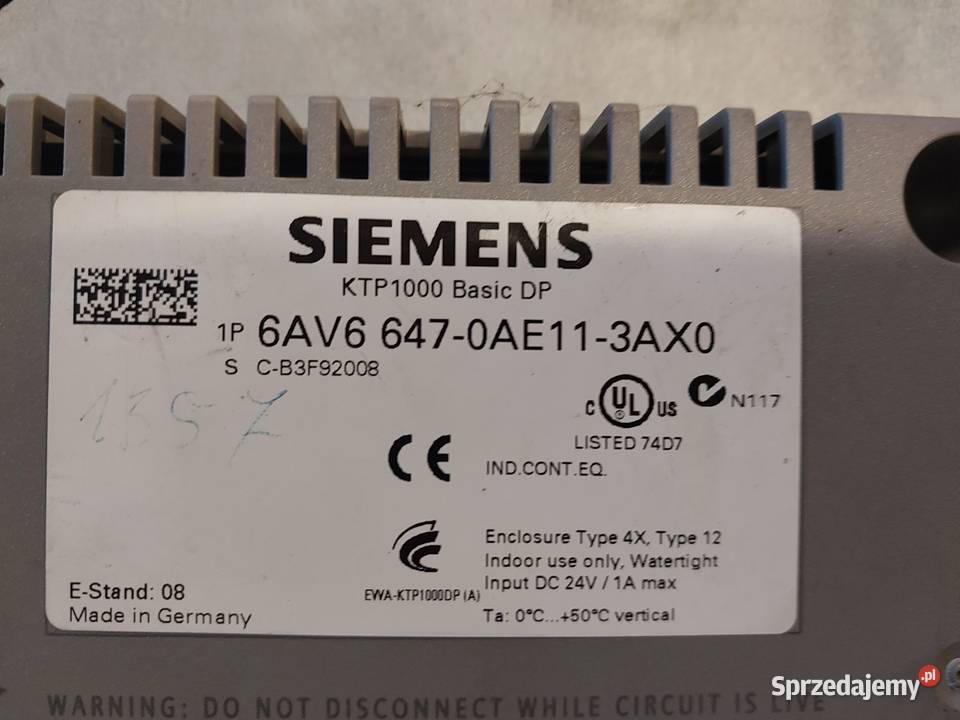 SIEMENS
KTP1000 Basic DP
1P 6AV6 647-0AE11-3AX0
S C-B3F92008
1357
C UL US
N117
LISTED 74D7
CE
IND.CONT.EQ.
Enclosure Type 4X, Type 12
Indoor use only, Watertight
Input DC 24V / 1A max
EWA-KTP1000DP (A)
Ta: 0°C...+50°C vertical
E-Stand: 08
Made in Germany
WARNING: DO NOT DISCONNECT WHILE CIRCUIT IS LIVE
Sprzedajemy.pl